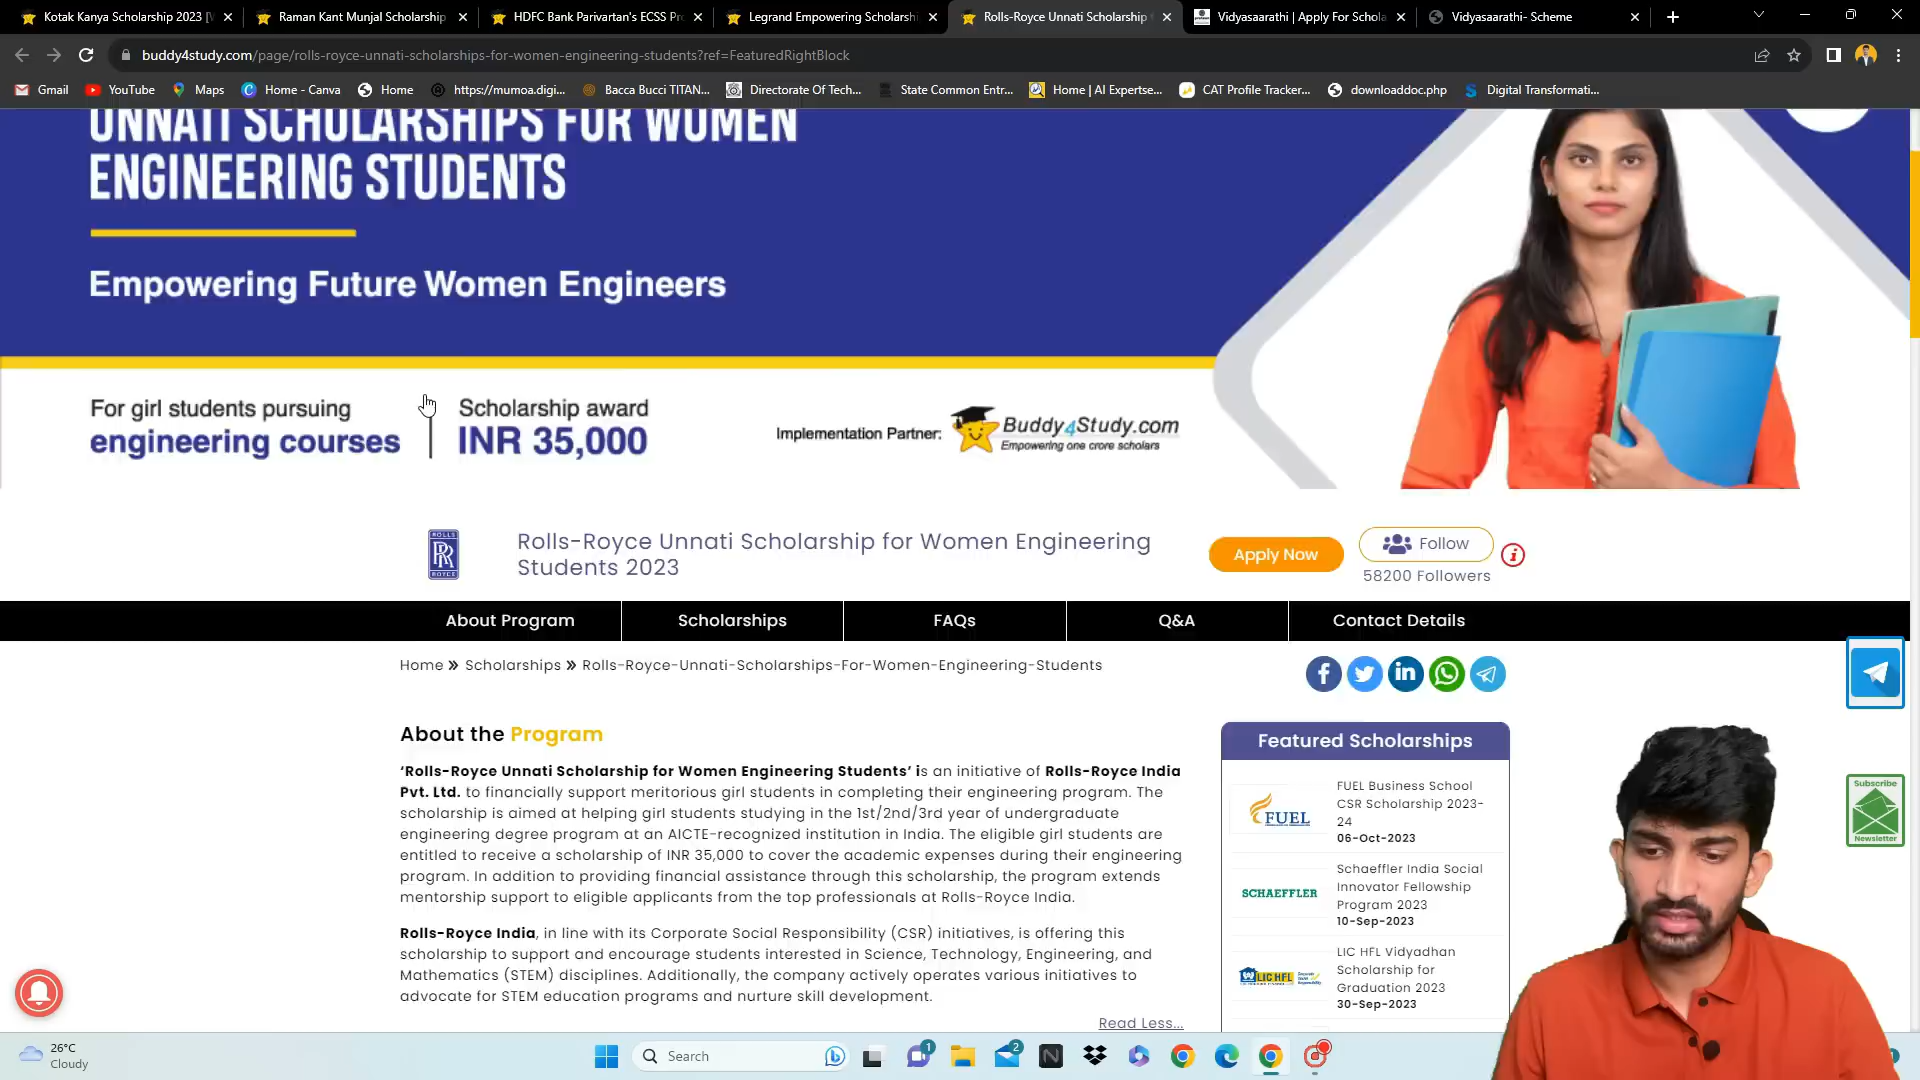 Kotak Kanya Scholarship 2023 [
Raman Kant Munjal Scholarship
HDFC Bank Parivartan's ECSS Pr
Legrand Empowering Scholarshi
Rolls-Royce Unnati Scholarship
Vidyasaarathi | Apply For Schola
Vidyasaarathi- Scheme
buddy4study.com/page/rolls-royce-unnati-scholarships-for-women-engineering-students?ref=FeaturedRightBlock
Gmail
YouTube
Maps
Home - Canva
Home
https://mumoa.digi...
Bacca Bucci TITAN...
Directorate Of Tech...
State Common Entr...
Home | AI Expertse...
CAT Profile Tracker...
downloaddoc.php
Digital Transformati...
UNNATI SCHOLARSHIPS FOR WOMEN
ENGINEERING STUDENTS
Empowering Future Women Engineers
For girl students pursuing
engineering courses
Scholarship award
INR 35,000
Implementation Partner:
Buddy4Study.com
Empowering one crore scholars
ROLLS
RR
ROYCE
Rolls-Royce Unnati Scholarship for Women Engineering
Students 2023
Apply Now
Follow
58200 Followers
About Program
Scholarships
FAQs
Q&A
Contact Details
Home » Scholarships » Rolls-Royce-Unnati-Scholarships-For-Women-Engineering-Students
About the Program
‘Rolls-Royce Unnati Scholarship for Women Engineering Students’ is an initiative of Rolls-Royce India
Pvt. Ltd. to financially support meritorious girl students in completing their engineering program. The
scholarship is aimed at helping girl students studying in the 1st/2nd/3rd year of undergraduate
engineering degree program at an AICTE-recognized institution in India. The eligible girl students are
entitled to receive a scholarship of INR 35,000 to cover the academic expenses during their engineering
program. In addition to providing financial assistance through this scholarship, the program extends
mentorship support to eligible applicants from the top professionals at Rolls-Royce India.
Rolls-Royce India, in line with its Corporate Social Responsibility (CSR) initiatives, is offering this
scholarship to support and encourage students interested in Science, Technology, Engineering, and
Mathematics (STEM) disciplines. Additionally, the company actively operates various initiatives to
advocate for STEM education programs and nurture skill development.
Read Less...
Featured Scholarships
FUEL
FUEL Business School
CSR Scholarship 2023-
24
06-Oct-2023
SCHAEFFLER
Schaeffler India Social
Innovator Fellowship
Program 2023
10-Sep-2023
LIC HFL
LIC HFL Vidyadhan
Scholarship for
Graduation 2023
30-Sep-2023
Subscribe
Newsletter
26°C
Cloudy
Search
1
2